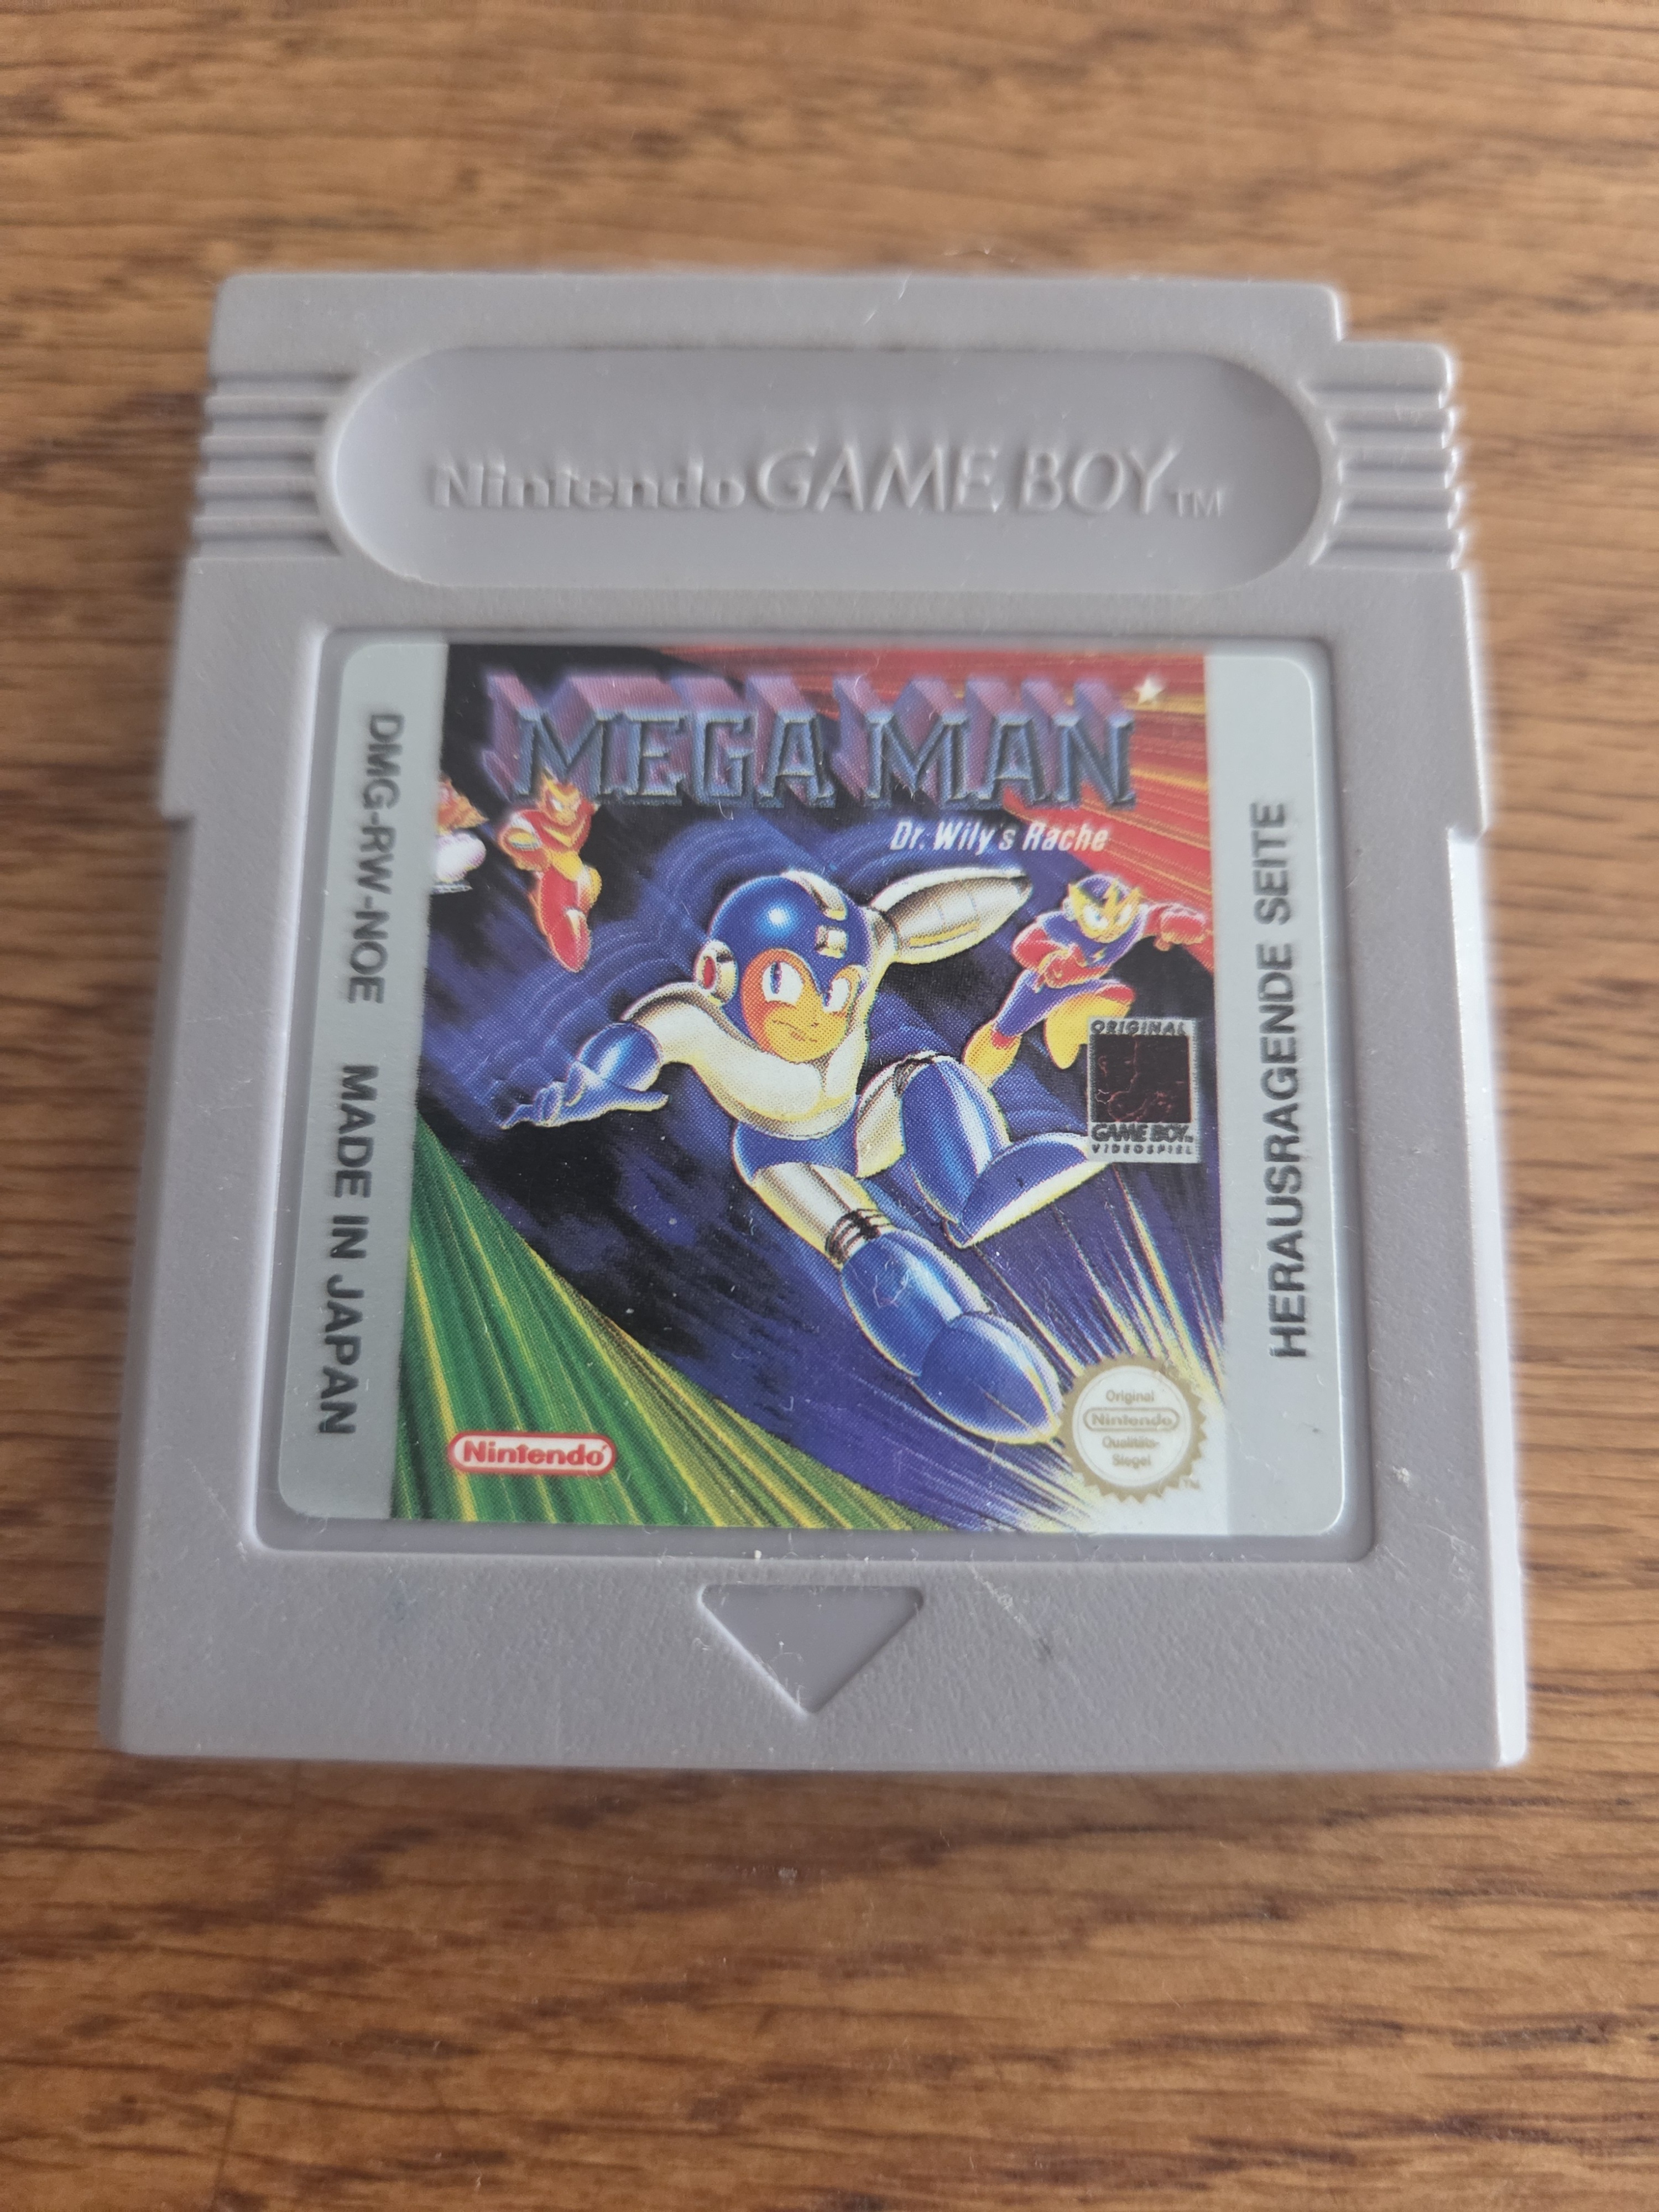 Nintendo GAME BOY TM
MEGA MAN
Dr. Wily's Rache
DMG-RW-NOE MADE IN JAPAN
HERAUSRAGENDE SEITE
ORIGINAL
GAME BOY
VIDEOSPIEL
Nintendo
Original
Nintendo
Qualitäts-
Siegel
TM